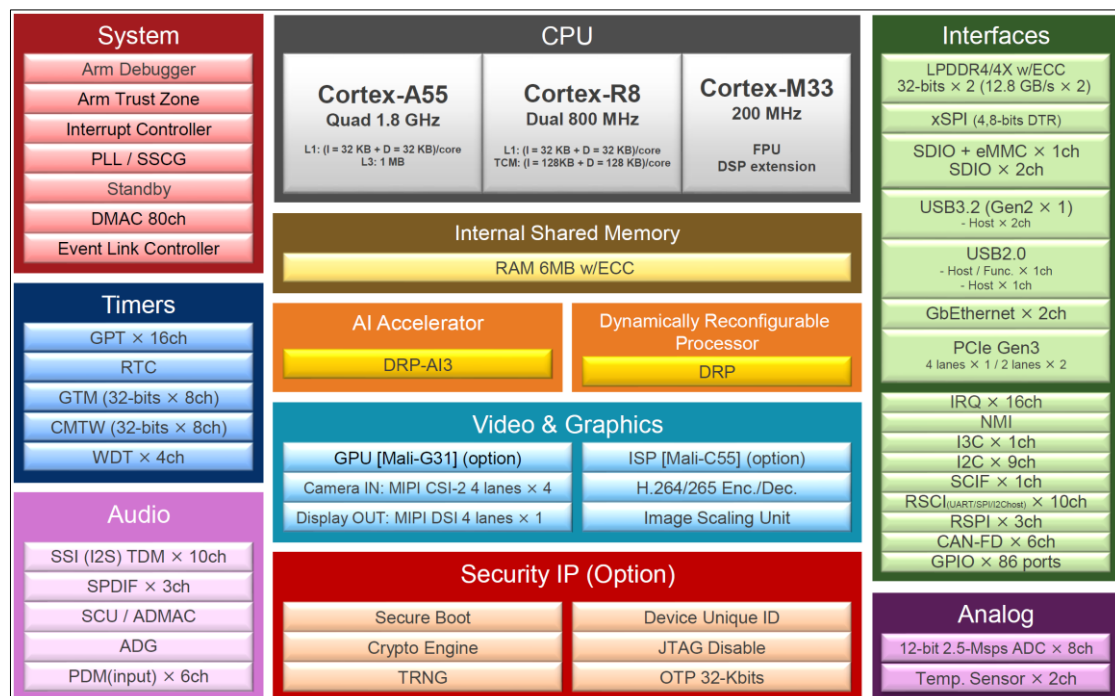 System
Arm Debugger
Arm Trust Zone
Interrupt Controller
PLL / SSCG
Standby
DMAC 80ch
Event Link Controller
Timers
GPT × 16ch
RTC
GTM (32-bits × 8ch)
CMTW (32-bits × 8ch)
WDT × 4ch
Audio
SSI (I2S) TDM × 10ch
SPDIF × 3ch
SCU / ADMAC
ADG
PDM(input) × 6ch
CPU
Cortex-A55
Quad 1.8 GHz
L1: (I = 32 KB + D = 32 KB)/core
L3: 1 MB
Cortex-R8
Dual 800 MHz
L1: (I = 32 KB + D = 32 KB)/core
TCM: (I = 128KB + D = 128 KB)/core
Cortex-M33
200 MHz
FPU
DSP extension
Internal Shared Memory
RAM 6MB w/ECC
AI Accelerator
DRP-AI3
Dynamically Reconfigurable
Processor
DRP
Video & Graphics
GPU [Mali-G31] (option)
ISP [Mali-C55] (option)
Camera IN: MIPI CSI-2 4 lanes × 4
H.264/265 Enc./Dec.
Display OUT: MIPI DSI 4 lanes × 1
Image Scaling Unit
Security IP (Option)
Secure Boot
Device Unique ID
Crypto Engine
JTAG Disable
TRNG
OTP 32-Kbits
Interfaces
LPDDR4/4X w/ECC
32-bits × 2 (12.8 GB/s × 2)
xSPI (4,8-bits DTR)
SDIO + eMMC × 1ch
SDIO × 2ch
USB3.2 (Gen2 × 1)
- Host × 2ch
USB2.0
- Host / Func. × 1ch
- Host × 1ch
GbEthernet × 2ch
PCIe Gen3
4 lanes × 1 / 2 lanes × 2
IRQ × 16ch
NMI
I3C × 1ch
I2C × 9ch
SCIF × 1ch
RSCI(UART/SPI/I2Chost) × 10ch
RSPI × 3ch
CAN-FD × 6ch
GPIO × 86 ports
Analog
12-bit 2.5-Msps ADC × 8ch
Temp. Sensor × 2ch